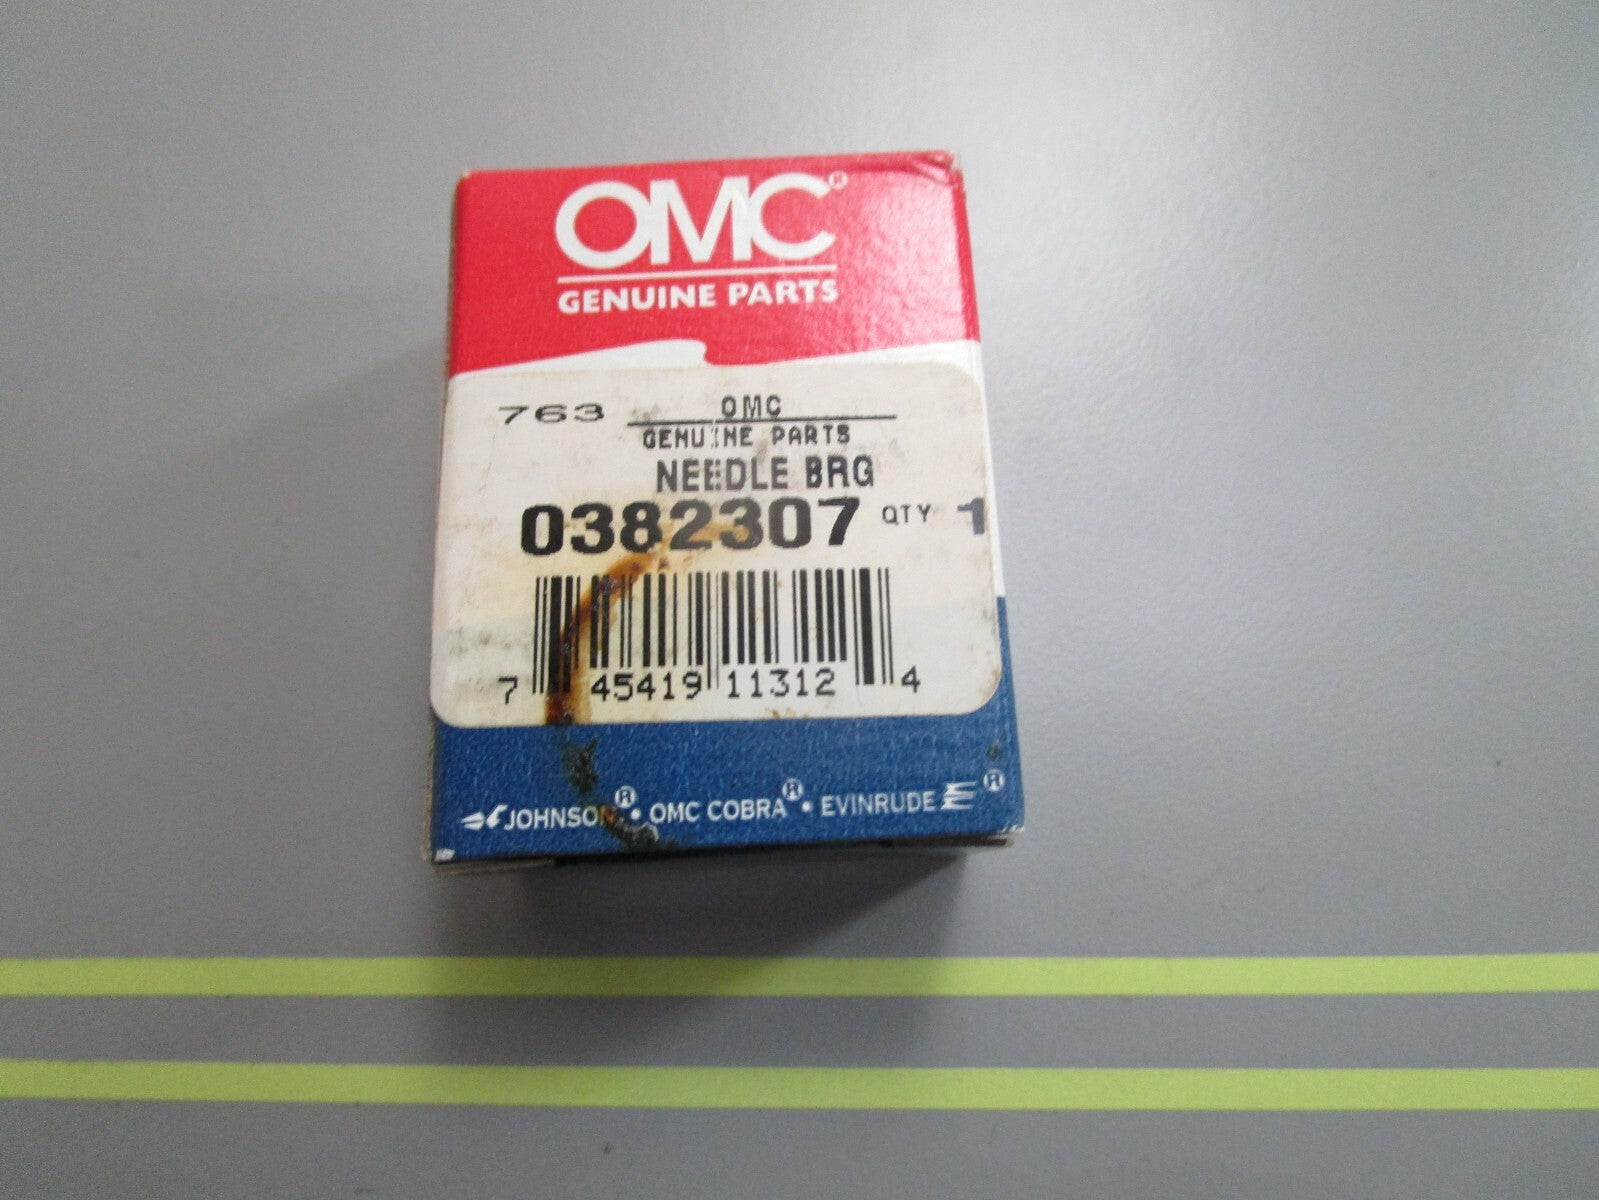 OMC®
GENUINE PARTS
763 OMC
GENUINE PARTS
NEEDLE BRG
0382307 QTY 1
7 45419 11312 4
JOHNSON® • OMC COBRA® • EVINRUDE ®